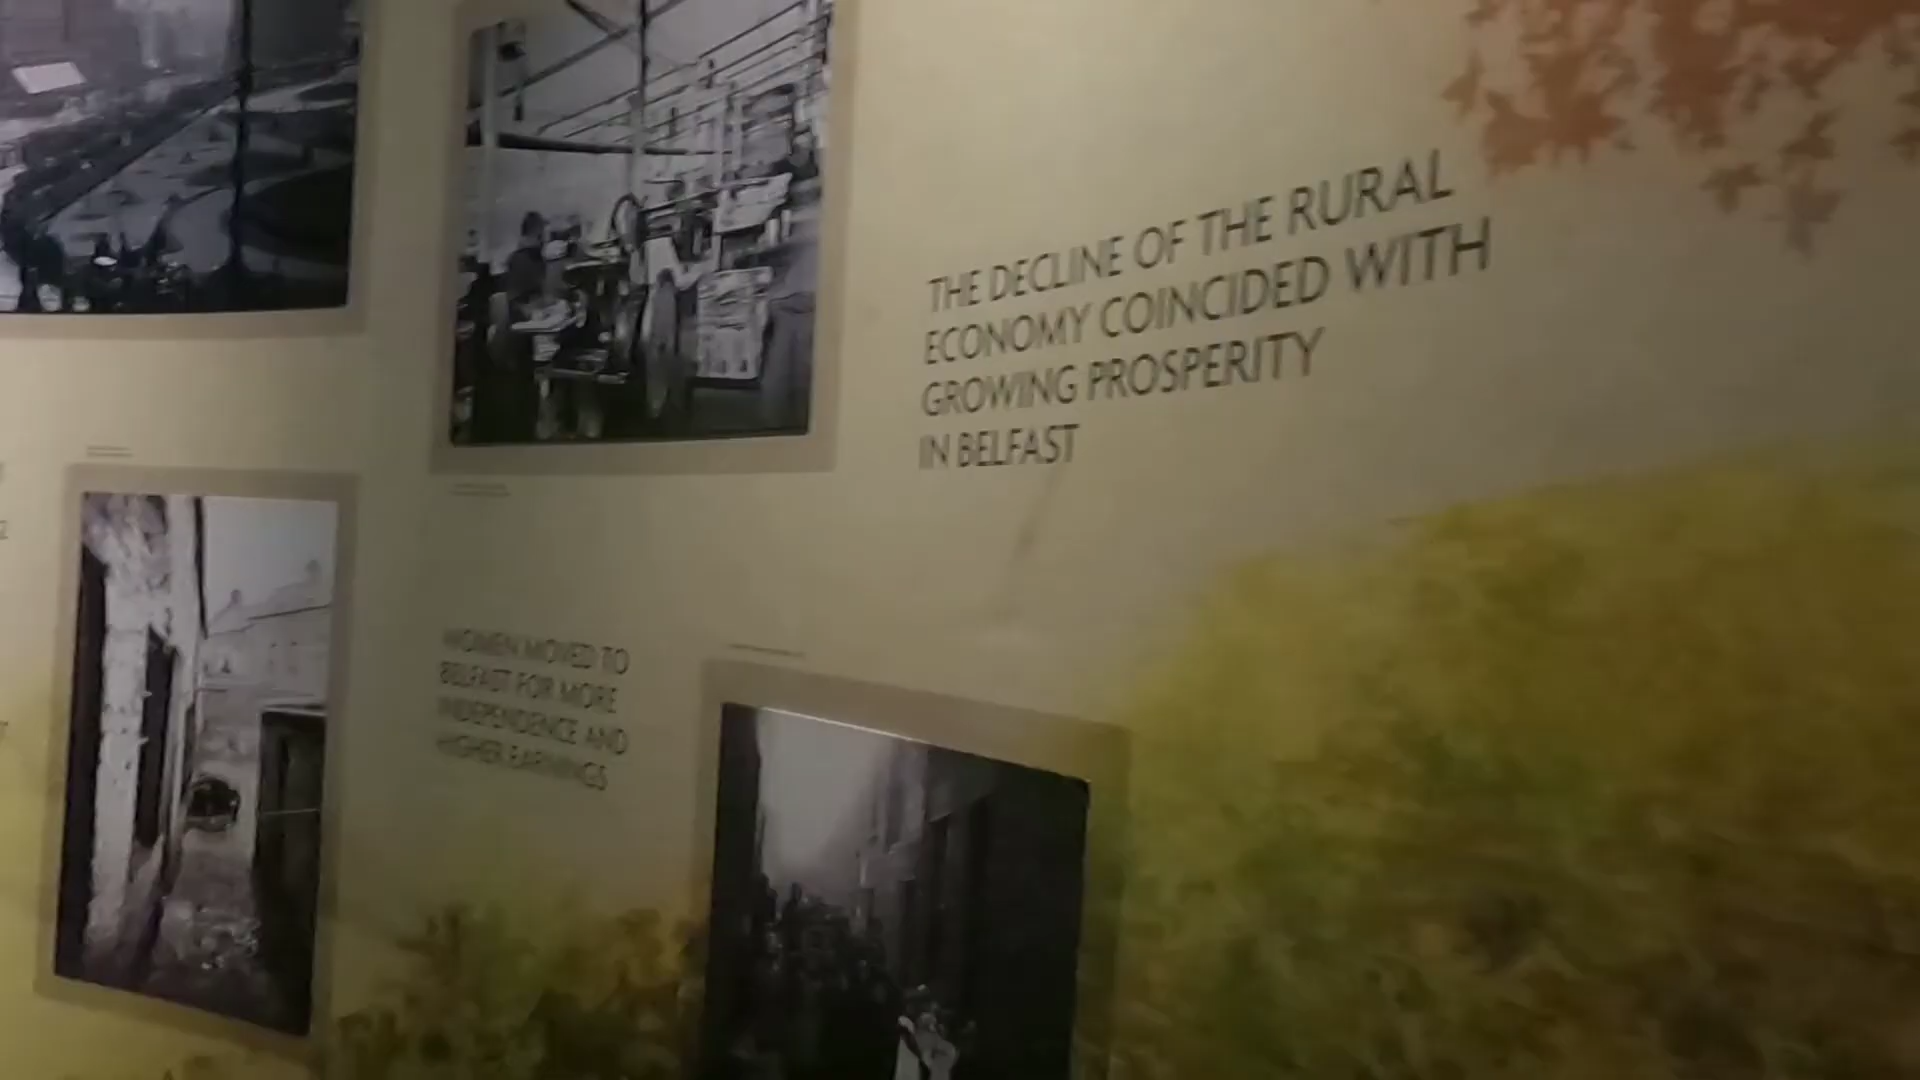 THE DECLINE OF THE RURAL
ECONOMY COINCIDED WITH
GROWING PROSPERITY
IN BELFAST
WOMEN MOVED TO
BELFAST FOR MORE
INDEPENDENCE AND
HIGHER EARNINGS